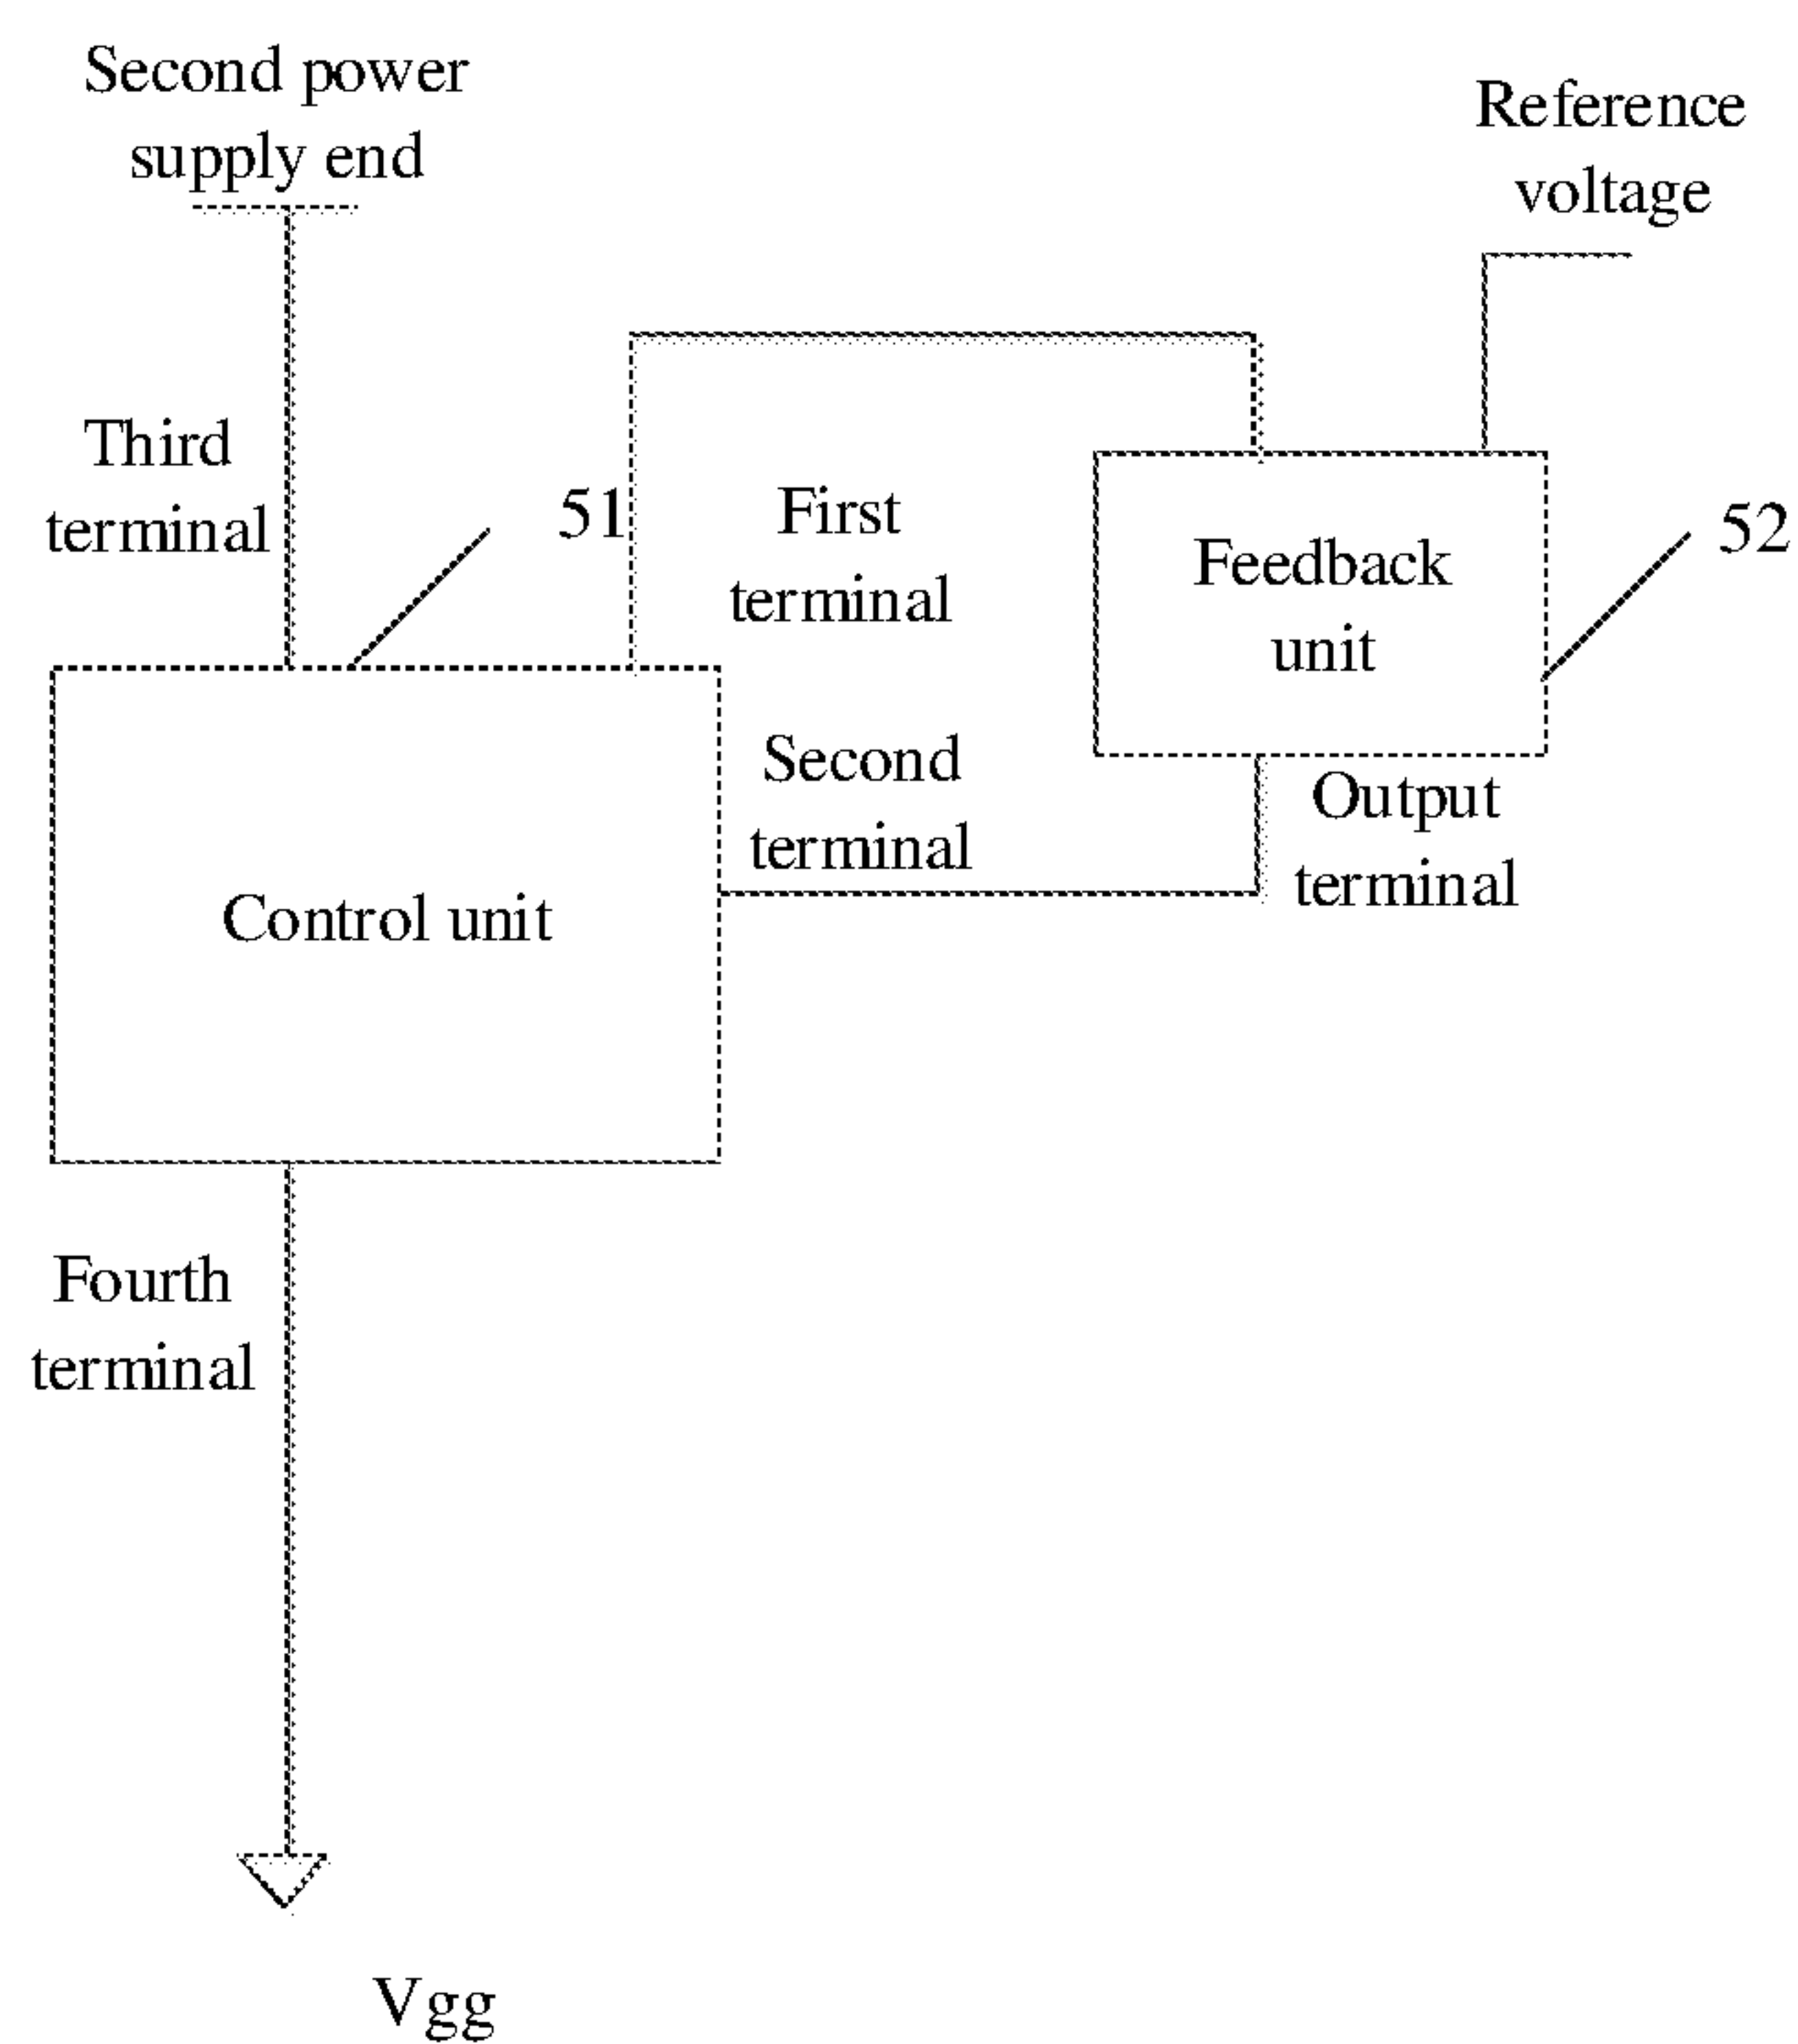 Second power
supply end
Reference
voltage
Third
terminal
51
First
terminal
Feedback
unit
52
Second
terminal
Output
terminal
Control unit
Fourth
terminal
Vgg